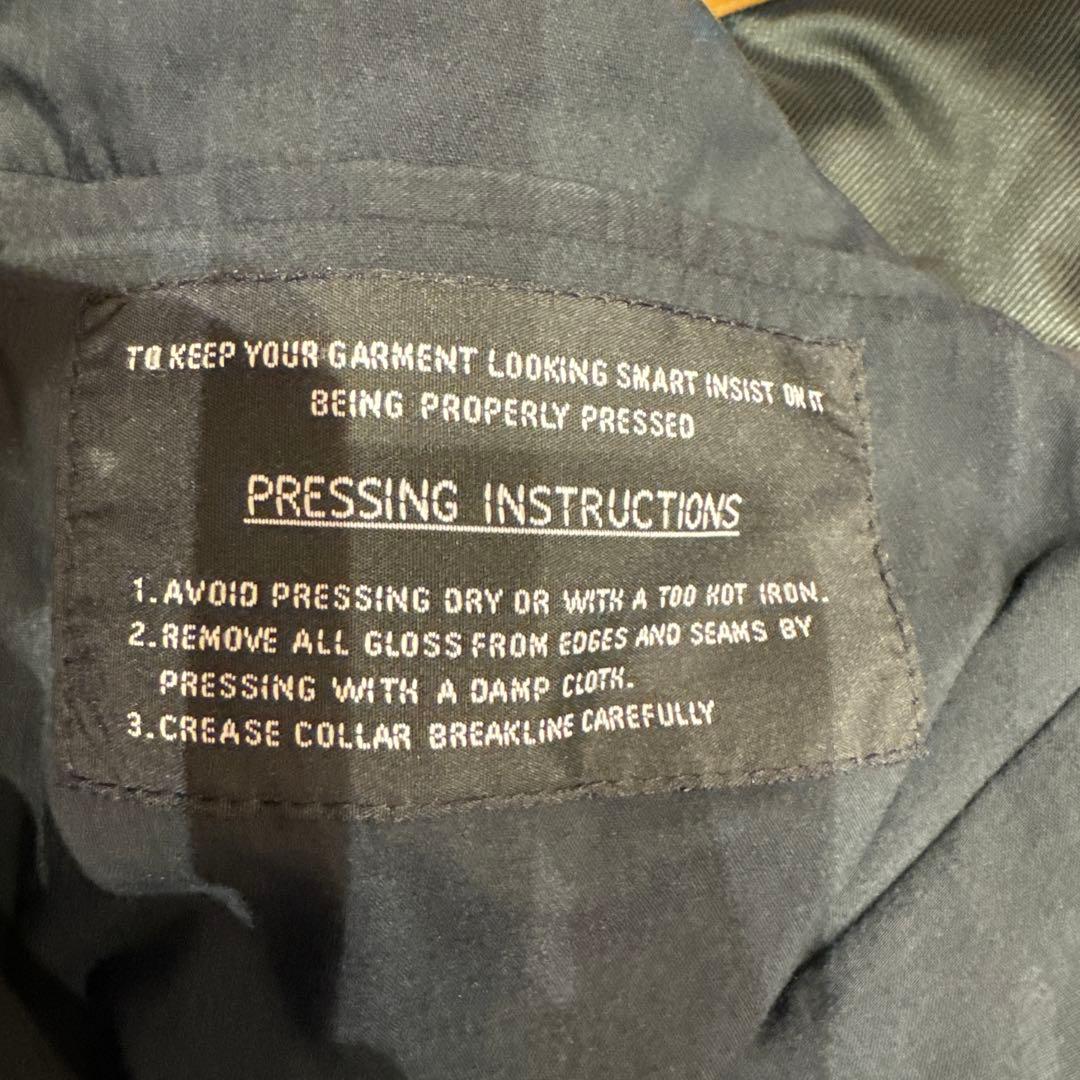 TO KEEP YOUR GARMENT LOOKING SMART INSIST ON IT
BEING PROPERLY PRESSED
PRESSING INSTRUCTIONS
1. AVOID PRESSING DRY OR WITH A TOO HOT IRON.
2. REMOVE ALL GLOSS FROM EDGES AND SEAMS BY
PRESSING WITH A DAMP CLOTH.
3. CREASE COLLAR BREAKLINE CAREFULLY